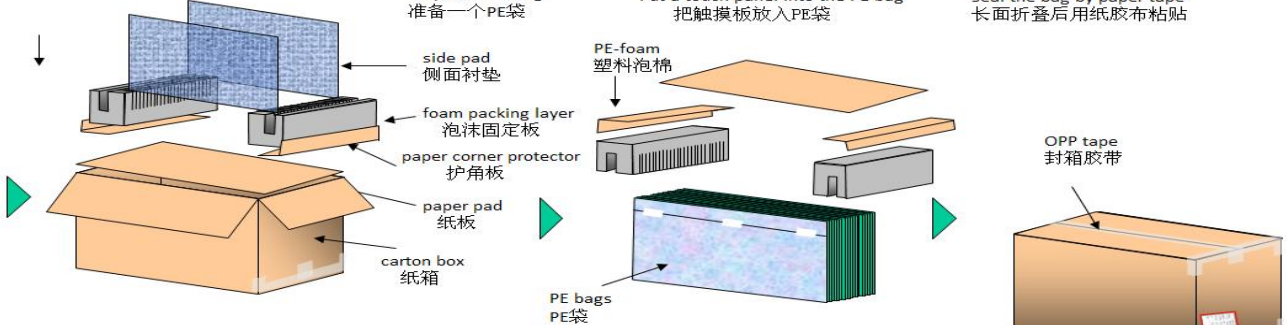 准备一个PE袋
把触摸板放入PE袋
长面折叠后用纸胶布粘贴
side pad
侧面衬垫
foam packing layer
泡沫固定板
paper corner protector
护角板
paper pad
纸板
carton box
纸箱
PE-foam
塑料泡棉
PE bags
PE袋
OPP tape
封箱胶带